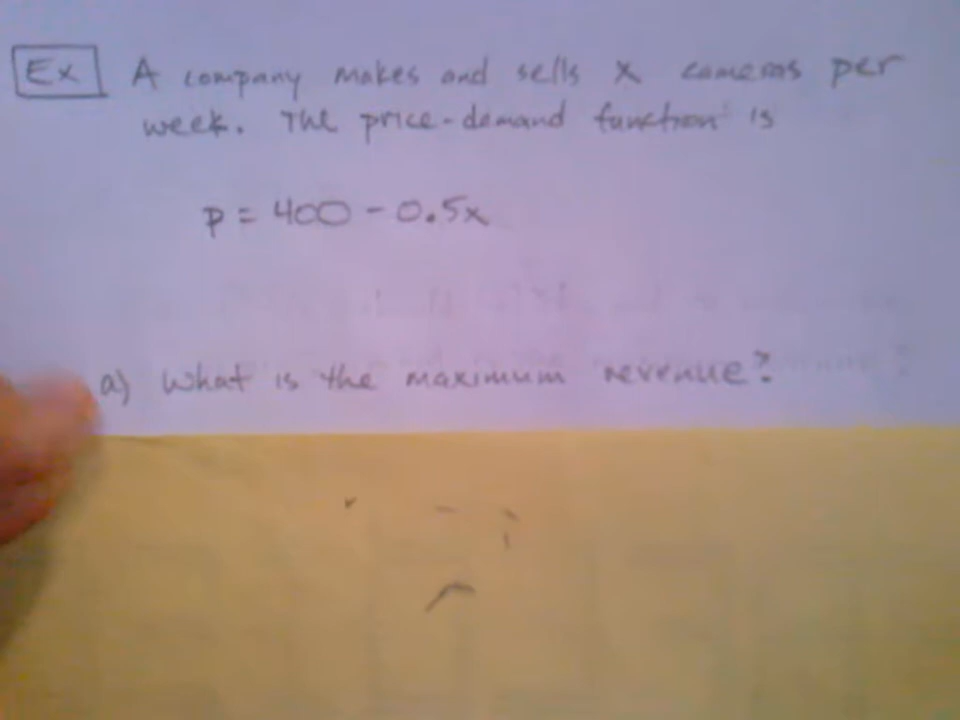 Ex A company makes and sells x cameras per
week. The price-demand function is
p = 400 - 0.5x
a) What is the maximum revenue?